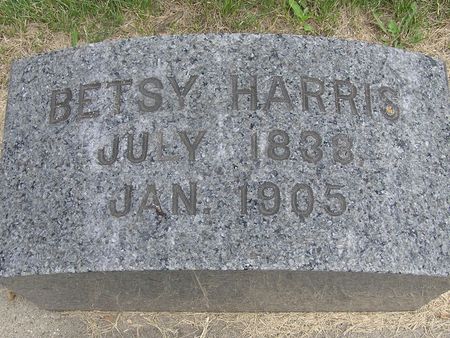 BETSY HARRIS
JULY 1838
JAN. 1905